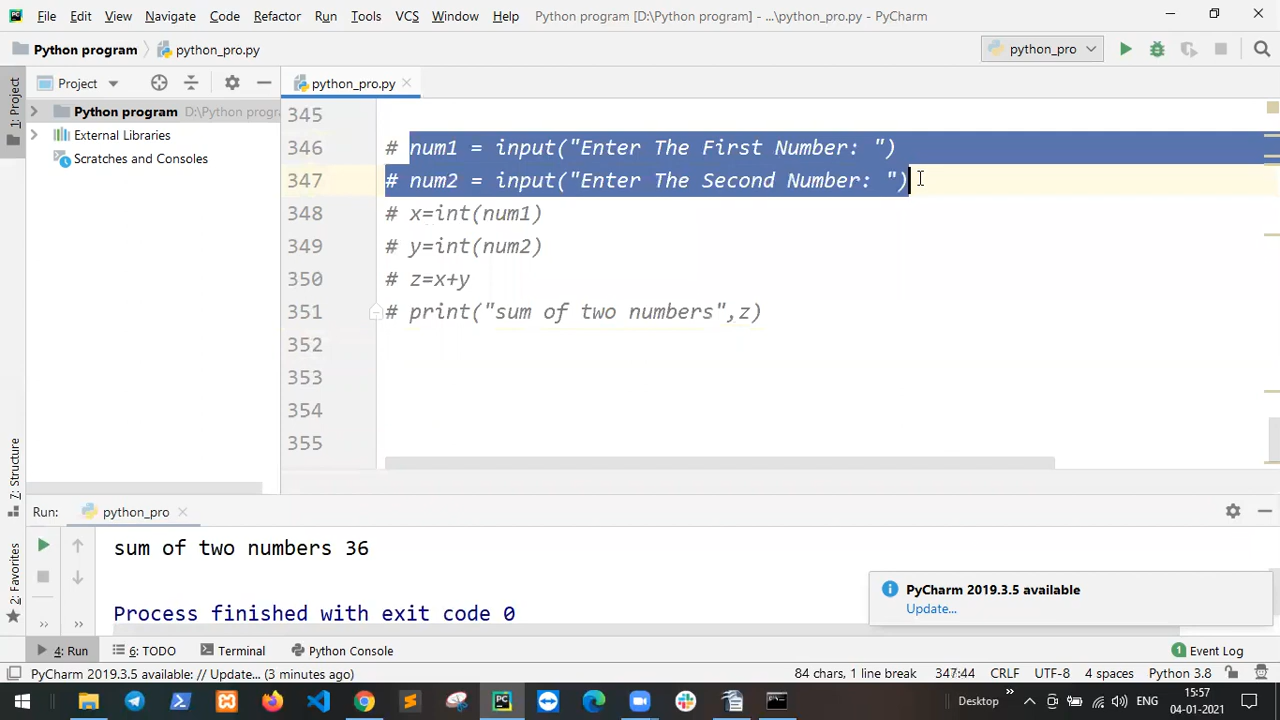 File Edit View Navigate Code Refactor Run Tools VCS Window Help Python program [D:\Python program] - ...\python_pro.py - PyCharm
Python program python_pro.py python_pro
1: Project
Project
python_pro.py
Python program D:\Python progr
External Libraries
Scratches and Consoles
345
346 # num1 = input("Enter The First Number: ")
347 # num2 = input("Enter The Second Number: ")
348 # x=int(num1)
349 # y=int(num2)
350 # z=x+y
351 # print("sum of two numbers",z)
352
353
354
355
7: Structure
2: Favorites
Run: python_pro
sum of two numbers 36
Process finished with exit code 0
PyCharm 2019.3.5 available
Update...
4: Run 6: TODO Terminal Python Console 1 Event Log
PyCharm 2019.3.5 available: // Update... (3 minutes ago) 84 chars, 1 line break 347:44 CRLF UTF-8 4 spaces Python 3.8
Desktop ENG 15:57
04-01-2021